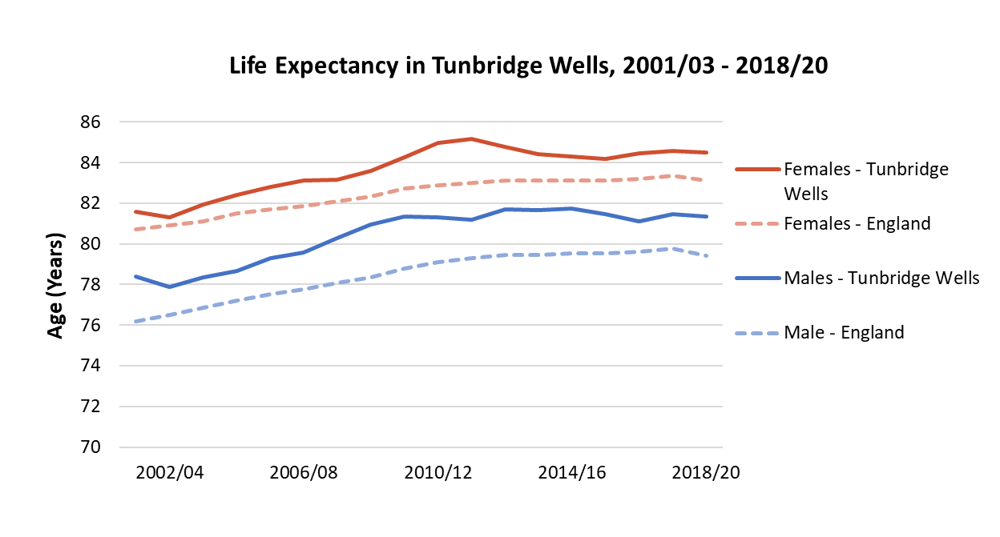 Life Expectancy in Tunbridge Wells, 2001/03 - 2018/20
Age (Years)
86
84
82
80
78
76
74
72
70
2002/04
2006/08
2010/12
2014/16
2018/20
Females - Tunbridge
Wells
Females - England
Males - Tunbridge Wells
Male - England